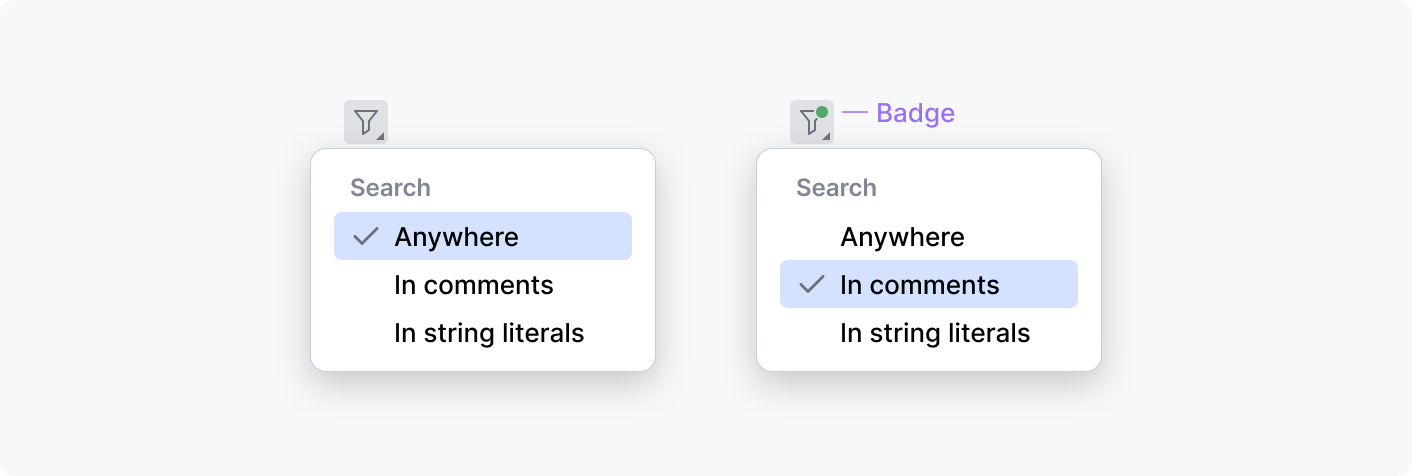 Badge
Search
Anywhere
In comments
In string literals
Search
Anywhere
In comments
In string literals